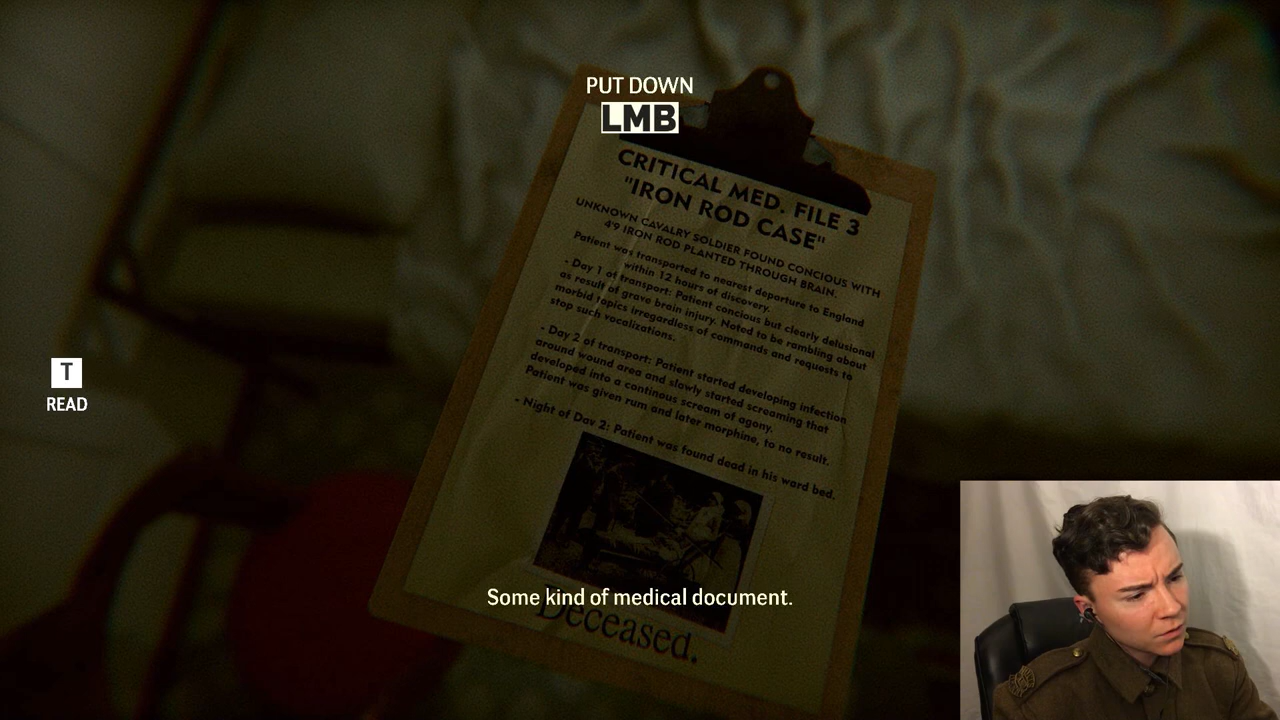 PUT DOWN
LMB
CRITICAL MED. FILE 3
"IRON ROD CASE"
UNKNOWN CAVALRY SOLDIER FOUND CONCIOUS WITH
4'9 IRON ROD PLANTED THROUGH BRAIN.
Patient was transported to nearest departure to England
within 12 hours of discovery.
- Day 1 of transport: Patient concious but clearly delusional
as result of grave brain injury. Noted to be rambling about
morbid topics irregardless of commands and requests to
stop such vocalizations.
- Day 2 of transport: Patient started developing infection
around wound area and slowly started screaming that
developed into a continous scream of agony.
Patient was given rum and later morphine, to no result.
- Night of Day 2: Patient was found dead in his ward bed.
T
READ
Some kind of medical document.
Deceased.